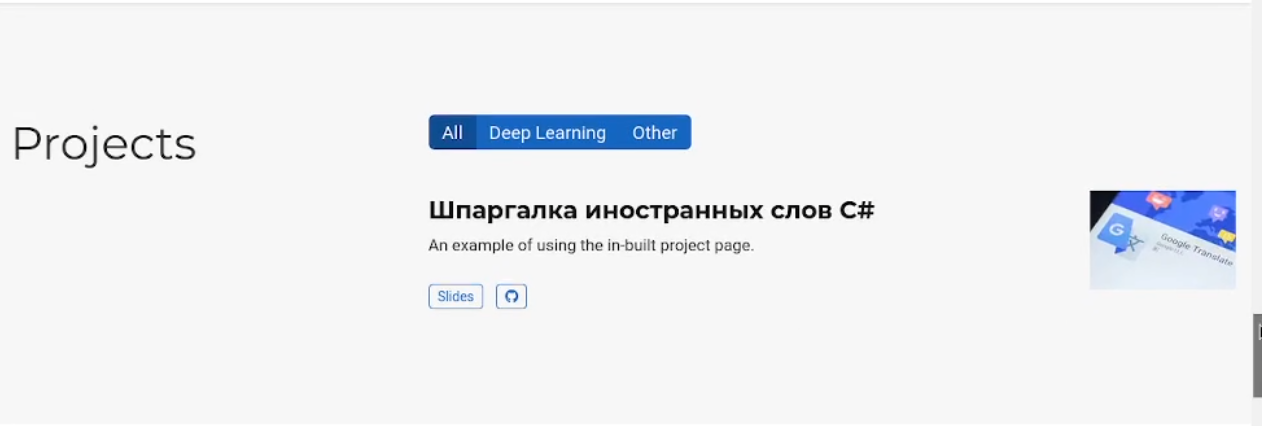 Projects
All Deep Learning Other
Шпаргалка иностранных слов C#
An example of using the in-built project page.
Slides
Google Translate